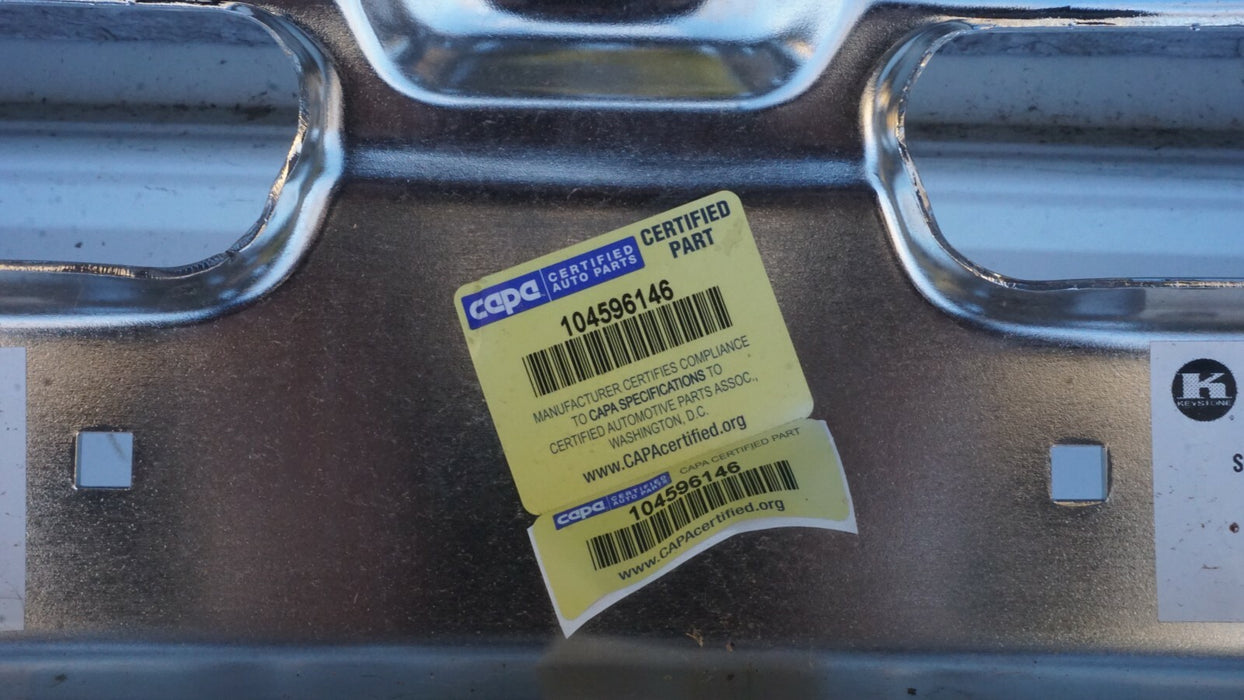 capa CERTIFIED AUTO PARTS
CERTIFIED PART
104596146
MANUFACTURER CERTIFIES COMPLIANCE
TO CAPA SPECIFICATIONS TO
CERTIFIED AUTOMOTIVE PARTS ASSOC.,
WASHINGTON, D.C.
www.CAPAcertified.org
capa CERTIFIED AUTO PARTS CAPA CERTIFIED PART
104596146
www.CAPAcertified.org
K
KEYSTONE
S